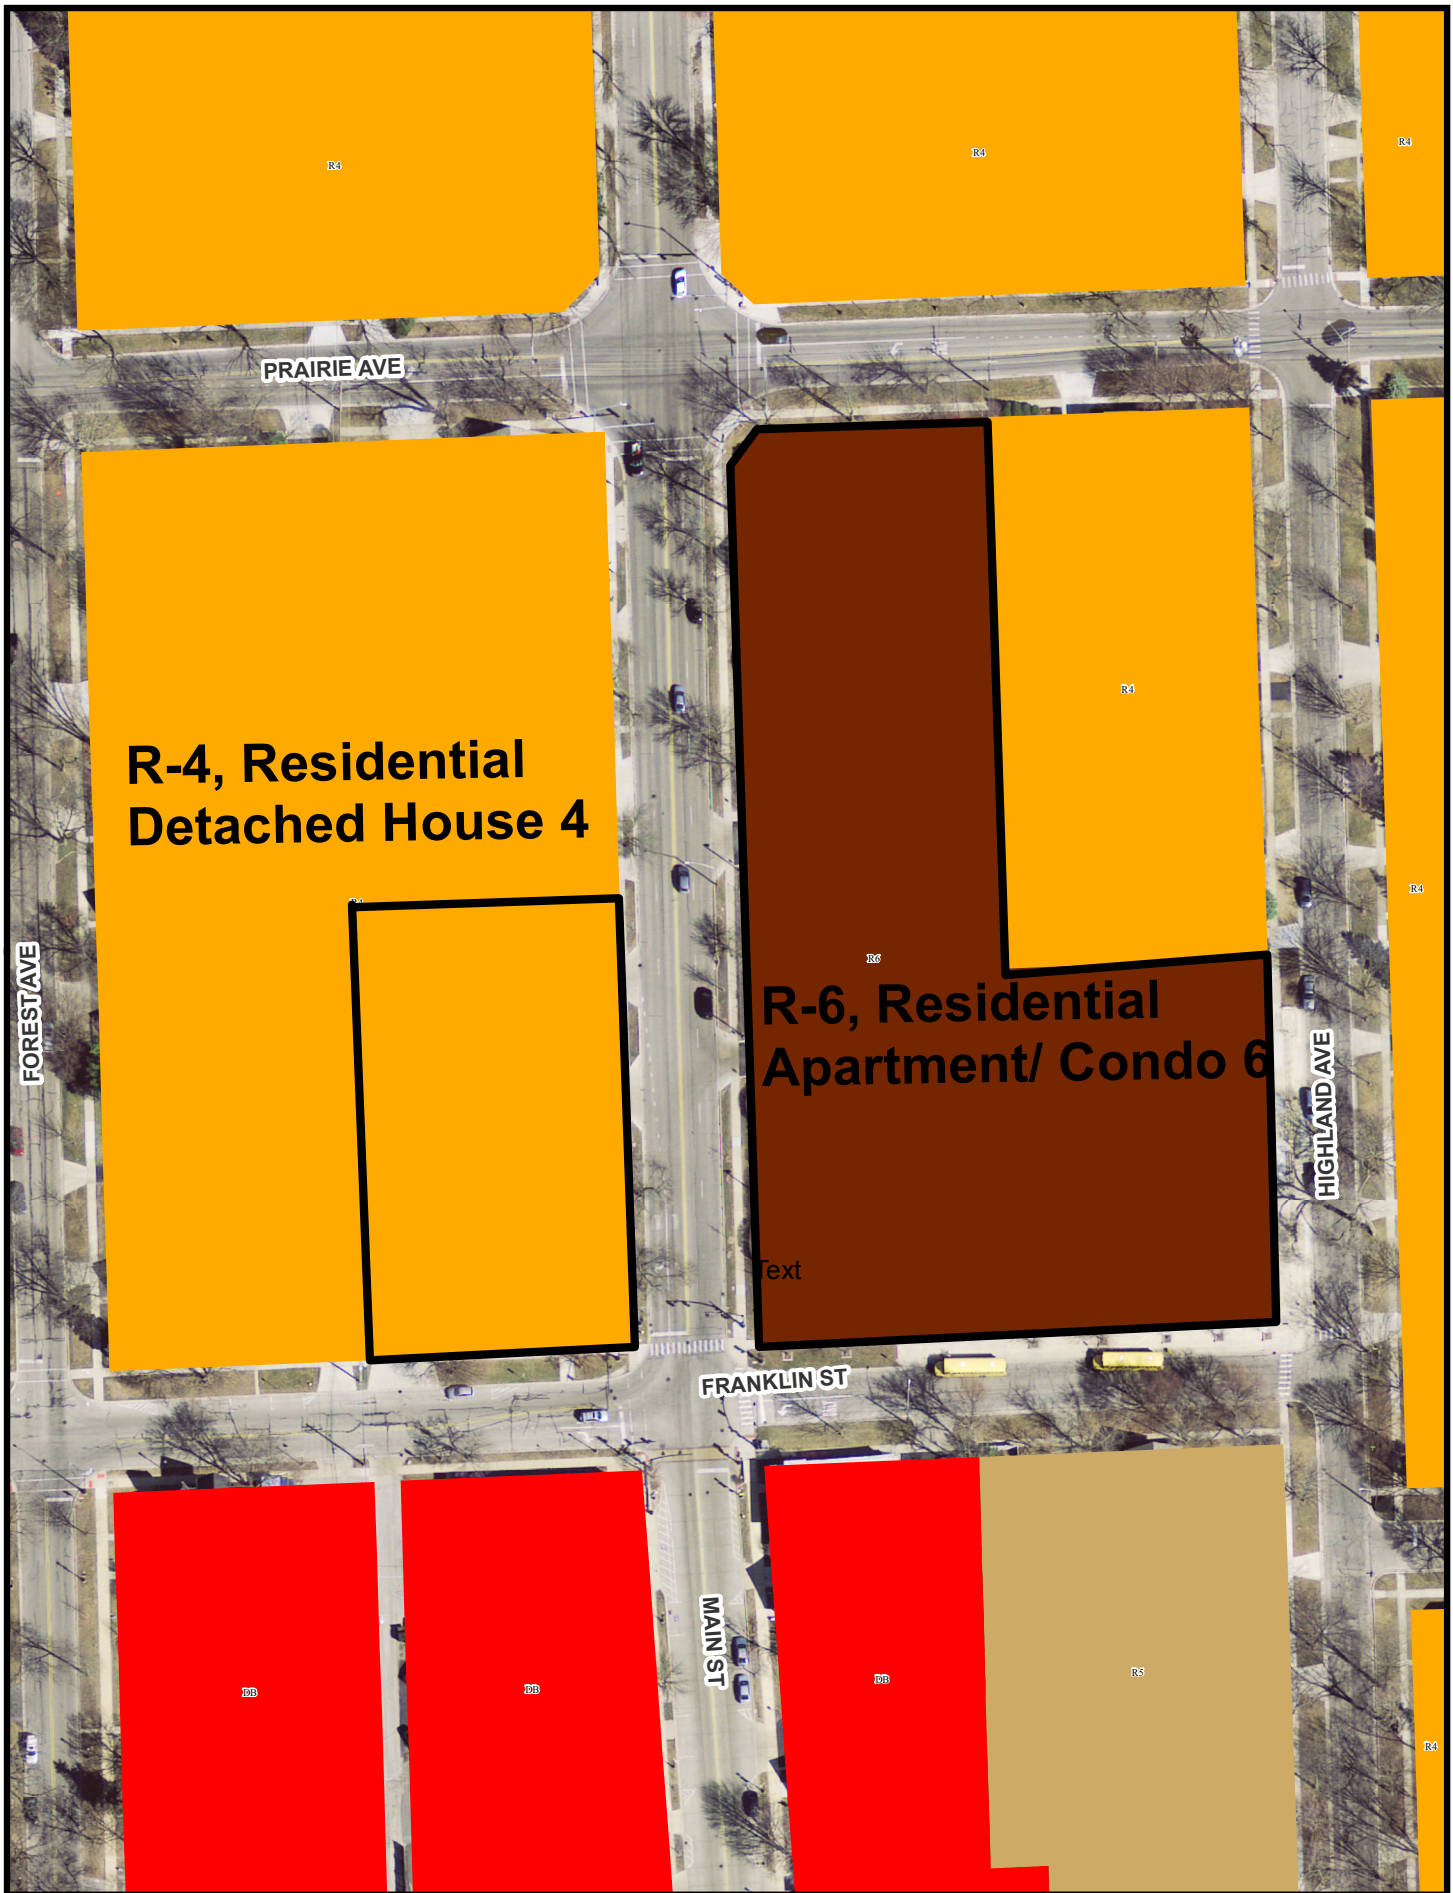 R4
R4
R4
PRAIRIE AVE
R4
R-4, Residential
Detached House 4
R4
R4
FOREST AVE
R6
R-6, Residential
Apartment/ Condo 6
HIGHLAND AVE
Text
FRANKLIN ST
MAIN ST
DB
DB
DB
R5
R4